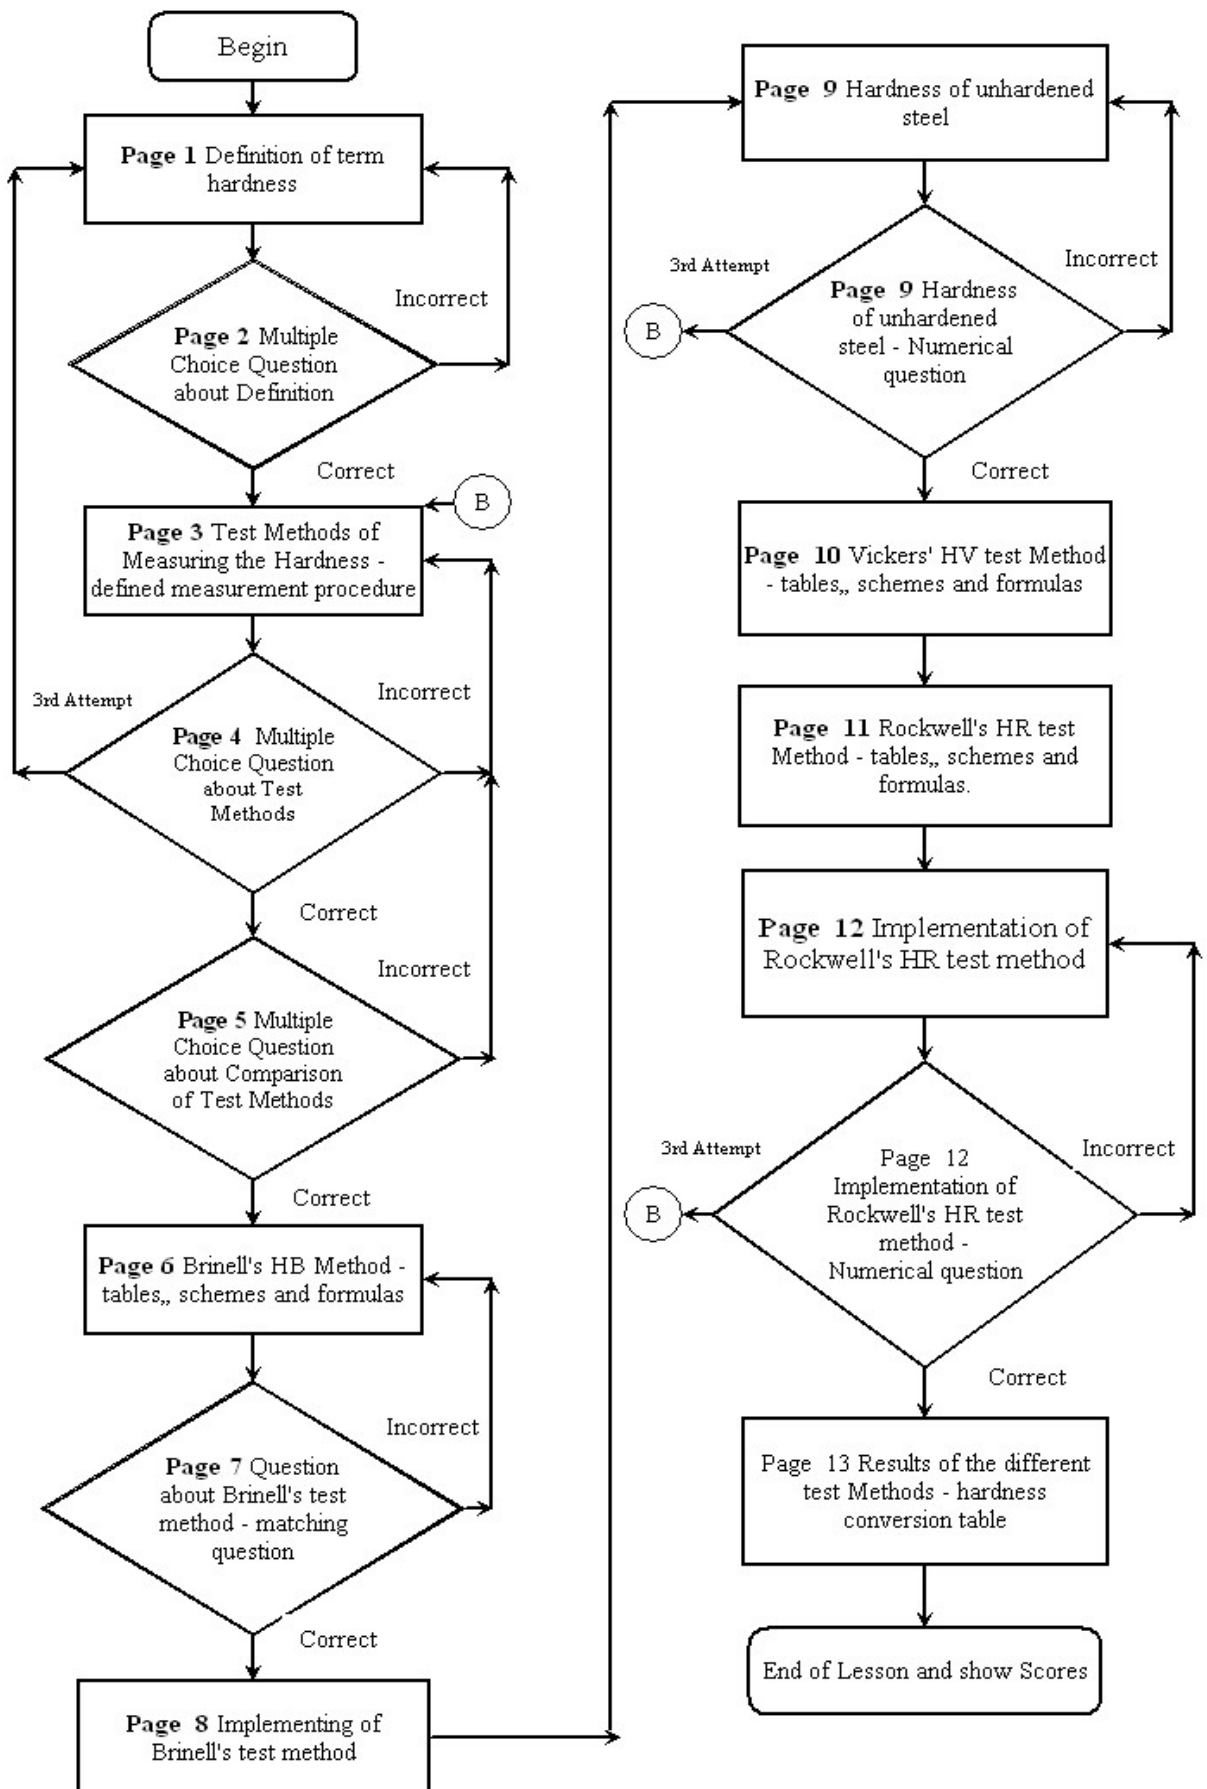 Begin
Page 1 Definition of term
hardness
Incorrect
Page 2 Multiple
Choice Question
about Definition
Correct
B
Page 3 Test Methods of
Measuring the Hardness -
defined measurement procedure
3rd Attempt
Incorrect
Page 4 Multiple
Choice Question
about Test
Methods
Correct
Incorrect
Page 5 Multiple
Choice Question
about Comparison
of Test Methods
Correct
Page 6 Brinell's HB Method -
tables,, schemes and formulas
Incorrect
Page 7 Question
about Brinell's test
method - matching
question
Correct
Page 8 Implementing of
Brinell's test method
Page 9 Hardness of unhardened
steel
3rd Attempt
Incorrect
B
Page 9 Hardness
of unhardened
steel - Numerical
question
Correct
Page 10 Vickers' HV test Method
- tables,, schemes and formulas
Page 11 Rockwell's HR test
Method - tables,, schemes and
formulas.
Page 12 Implementation of
Rockwell's HR test method
3rd Attempt
Incorrect
B
Page 12
Implementation of
Rockwell's HR test
method -
Numerical question
Correct
Page 13 Results of the different
test Methods - hardness
conversion table
End of Lesson and show Scores